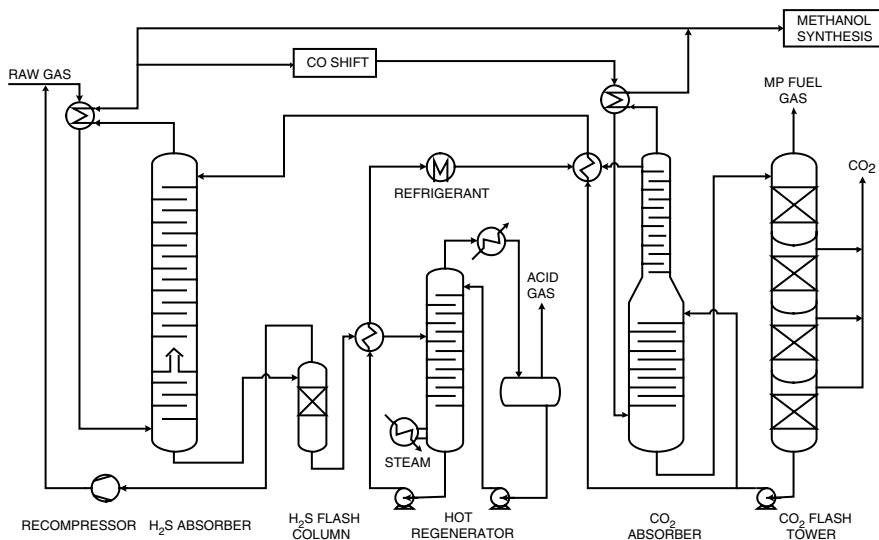 METHANOL
SYNTHESIS
CO SHIFT
RAW GAS
MP FUEL
GAS
CO₂
REFRIGERANT
ACID
GAS
STEAM
RECOMPRESSOR
H₂S ABSORBER
H₂S FLASH
COLUMN
HOT
REGENERATOR
CO₂
ABSORBER
CO₂ FLASH
TOWER